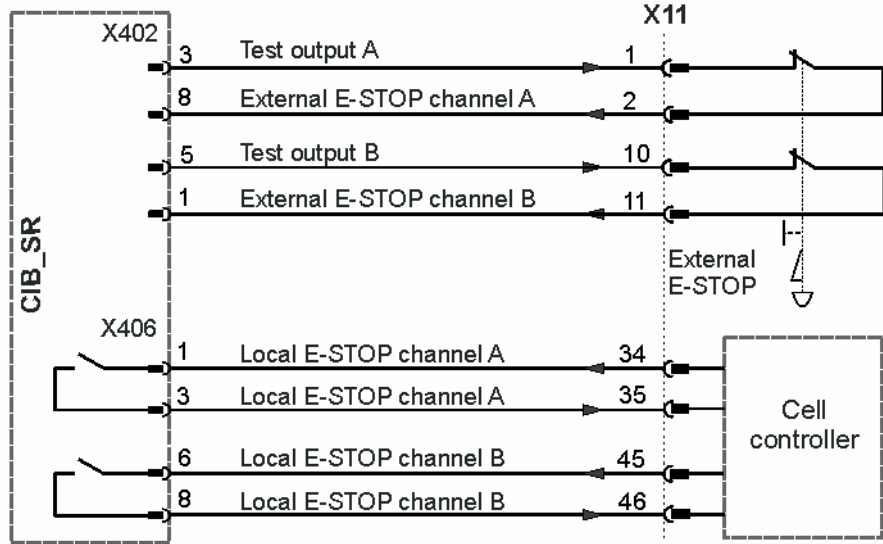 X11
X402
3 Test output A 1
8 External E-STOP channel A 2
5 Test output B 10
1 External E-STOP channel B 11
CIB_SR
External
E-STOP
X406
1 Local E-STOP channel A 34
3 Local E-STOP channel A 35
Cell
controller
6 Local E-STOP channel B 45
8 Local E-STOP channel B 46